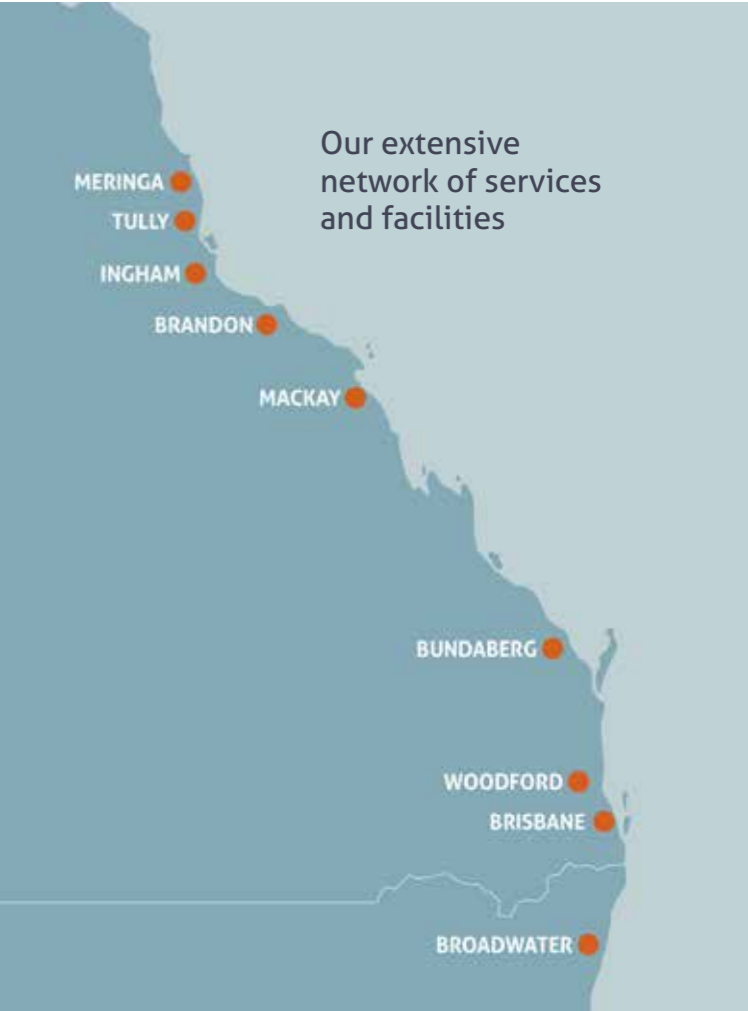 Our extensive
network of services
and facilities
MERINGA
TULLY
INGHAM
BRANDON
MACKAY
BUNDABERG
WOODFORD
BRISBANE
BROADWATER